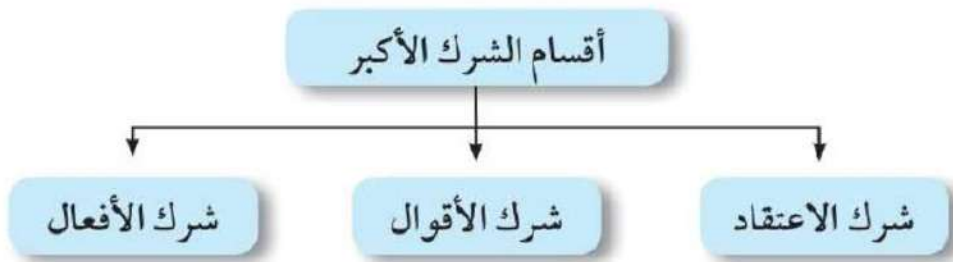 أقسام الشرك الأكبر
شرك الاعتقاد
شرك الأقوال
شرك الأفعال